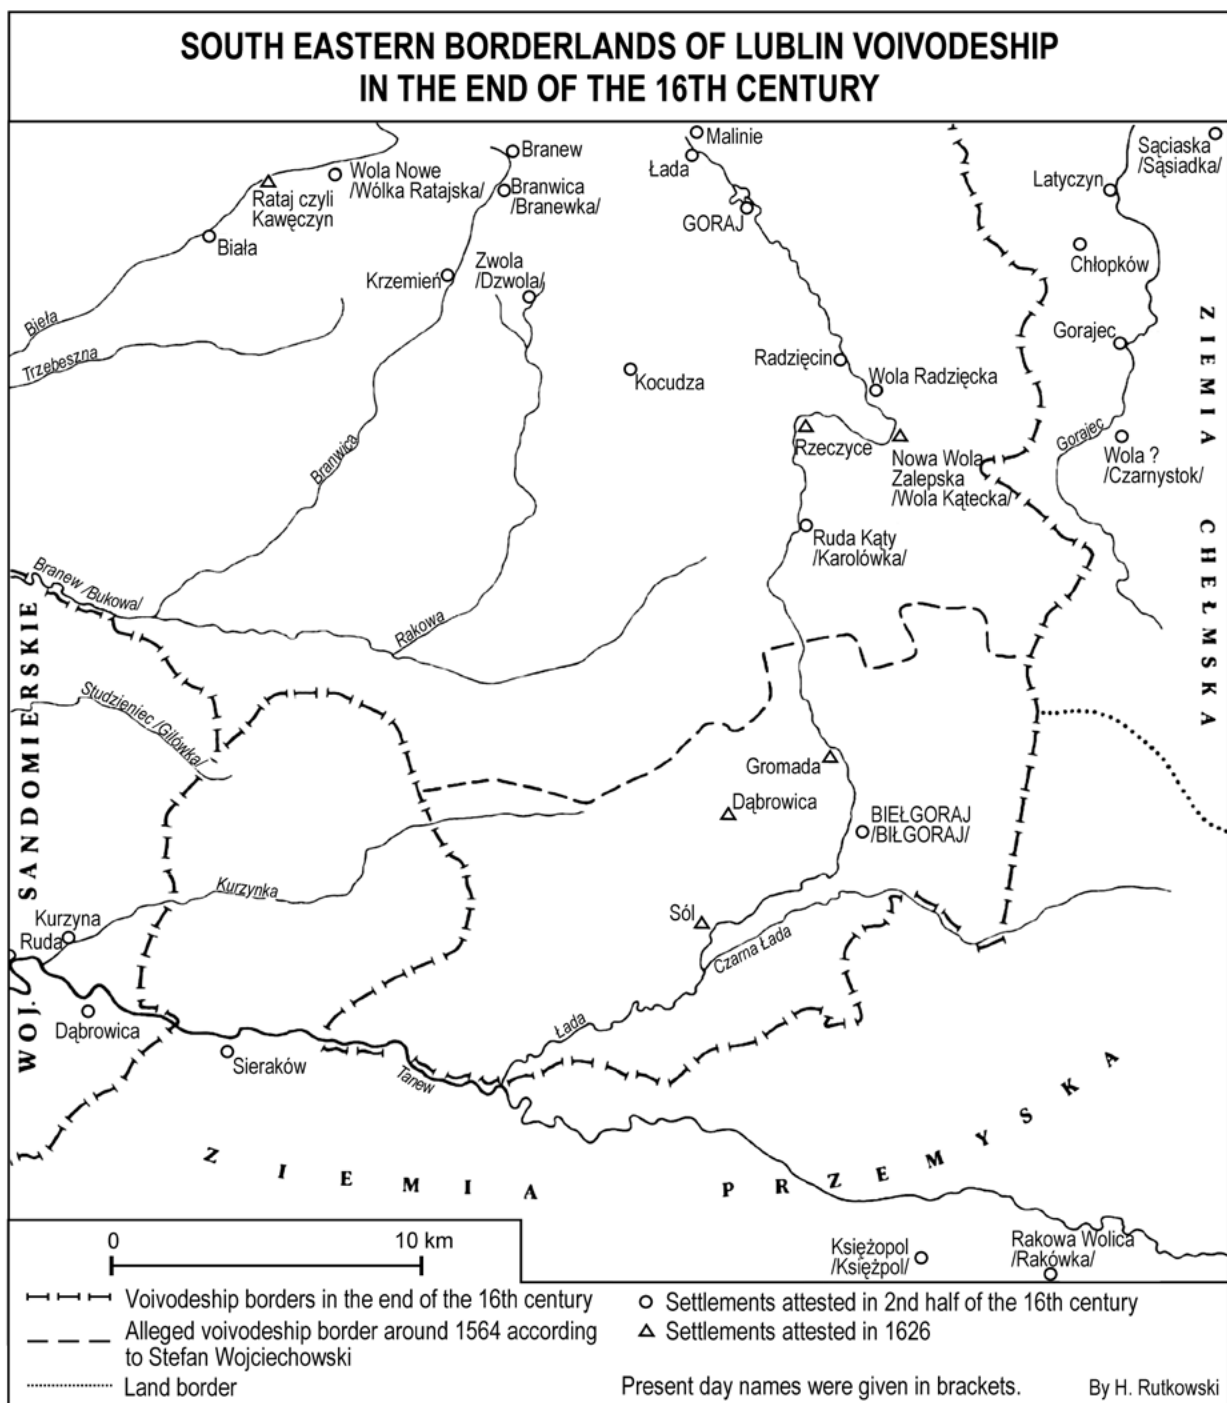 SOUTH EASTERN BORDERLANDS OF LUBLIN VOIVODESHIP
IN THE END OF THE 16TH CENTURY
Malinie
Sąciaska
/Sąsiadka/
Branew
Łada
Wola Nowe
/Wólka Ratajska/
Rataj czyli
Kawęczyn
Branwica
/Branewka/
Latyczyn
GORAJ
Biała
Chłopków
Zwola
/Dzwola/
Krzemień
Bieła
Trzebeszna
Gorajec
Radzięcin
Kocudza
Wola Radzięcka
ZIEMIA CHEŁMSKA
Branwica
Rzeczyce
Gorajec
Nowa Wola
Zalepska
/Wola Kątecka/
Wola ?
/Czarnystok/
Ruda Kąty
/Karolówka/
Branew /Bukowa/
Rakowa
WOJ. SANDOMIERSKIE
Studzieniec /Gilówka/
Gromada
Dąbrowica
BIEŁGORAJ
/BIŁGORAJ/
Kurzynka
Kurzyna
Ruda
Sól
Czarna Łada
Dąbrowica
Łada
Sieraków
Tanew
ZIEMIA PRZEMYSKA
Księżopol
/Księżpol/
Rakowa Wolica
/Rakówka/
0 10 km
Voivodeship borders in the end of the 16th century
Alleged voivodeship border around 1564 according
to Stefan Wojciechowski
Land border
Settlements attested in 2nd half of the 16th century
Settlements attested in 1626
Present day names were given in brackets.
By H. Rutkowski